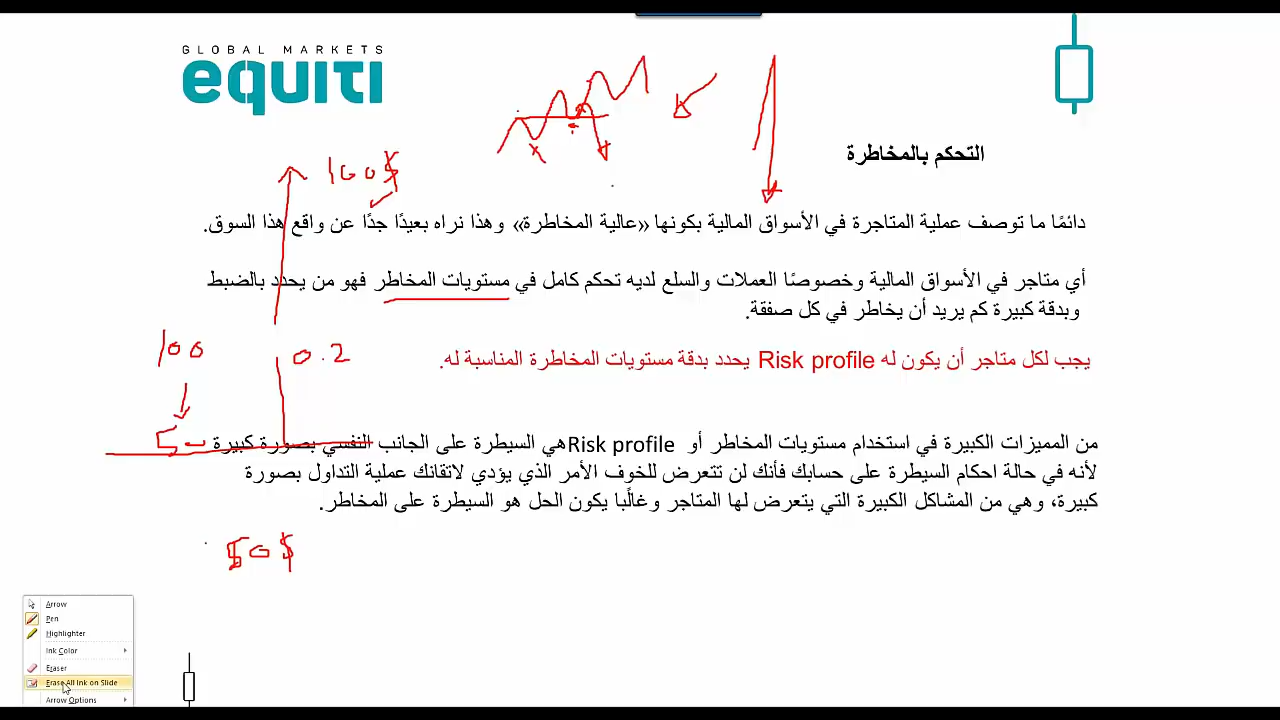 GLOBAL MARKETS
equiti
التحكم بالمخاطرة
100$
دائمًا ما توصف عملية المتاجرة في الأسواق المالية بكونها «عالية المخاطرة» وهذا نراه بعيدًا جدًا عن واقع هذا السوق.
أي متاجر في الأسواق المالية وخصوصًا العملات والسلع لديه تحكم كامل في مستويات المخاطر فهو من يحدد بالضبط
وبدقة كبيرة كم يريد أن يخاطر في كل صفقة.
100
0.2
يجب لكل متاجر أن يكون له Risk profile يحدد بدقة مستويات المخاطرة المناسبة له.
5
من المميزات الكبيرة في استخدام مستويات المخاطر أو Risk profile هي السيطرة على الجانب النفسي بصورة كبيرة
لأنه في حالة احكام السيطرة على حسابك فأنك لن تتعرض للخوف الأمر الذي يؤدي لاتقانك عملية التداول بصورة
كبيرة، وهي من المشاكل الكبيرة التي يتعرض لها المتاجر وغالبًا يكون الحل هو السيطرة على المخاطر.
50$
Arrow
Pen
Highlighter
Ink Color
Eraser
Erase All Ink on Slide
Arrow Options